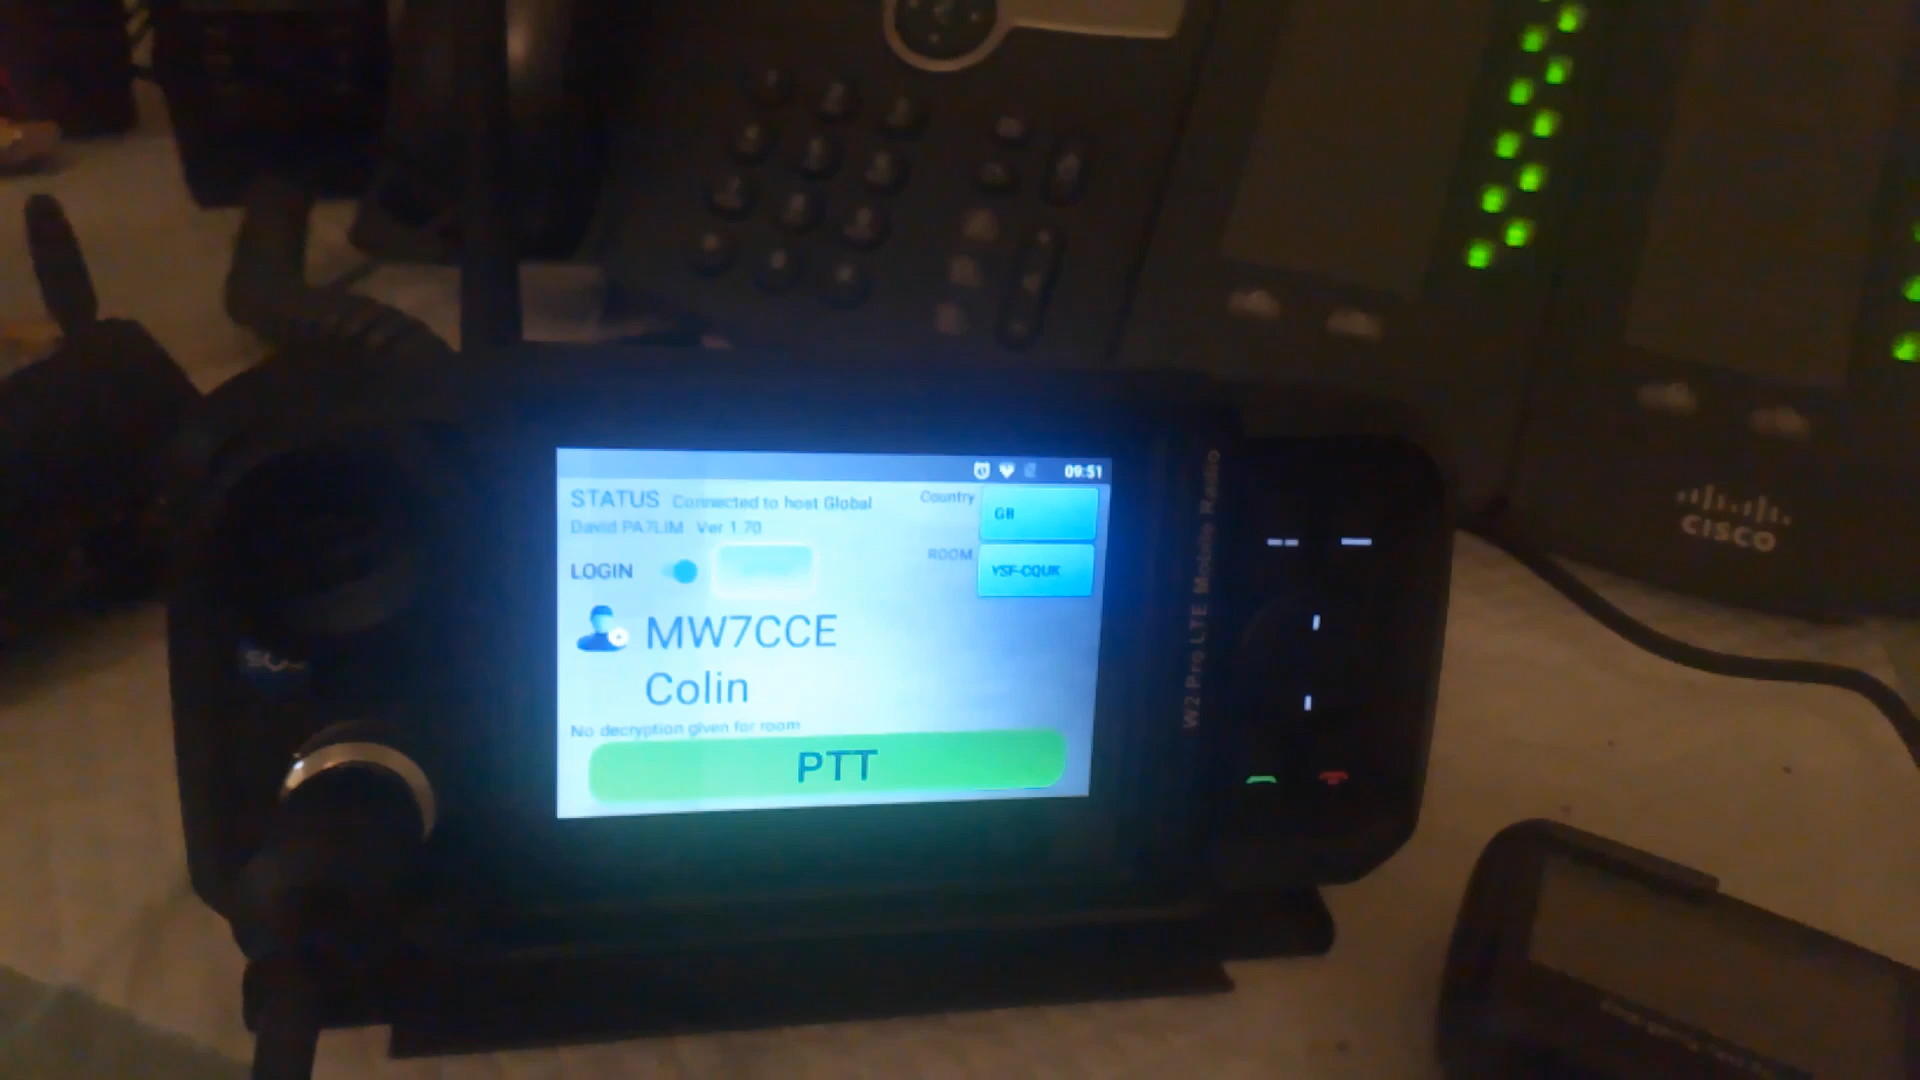 09:51
STATUS Connected to host Global
Country
GB
David PA7LIM Ver 1.70
LOGIN
ROOM
YSF-CQUK
MW7CCE
Colin
No decryption given for room
PTT
W2 Pro LTE Mobile Radio
CISCO